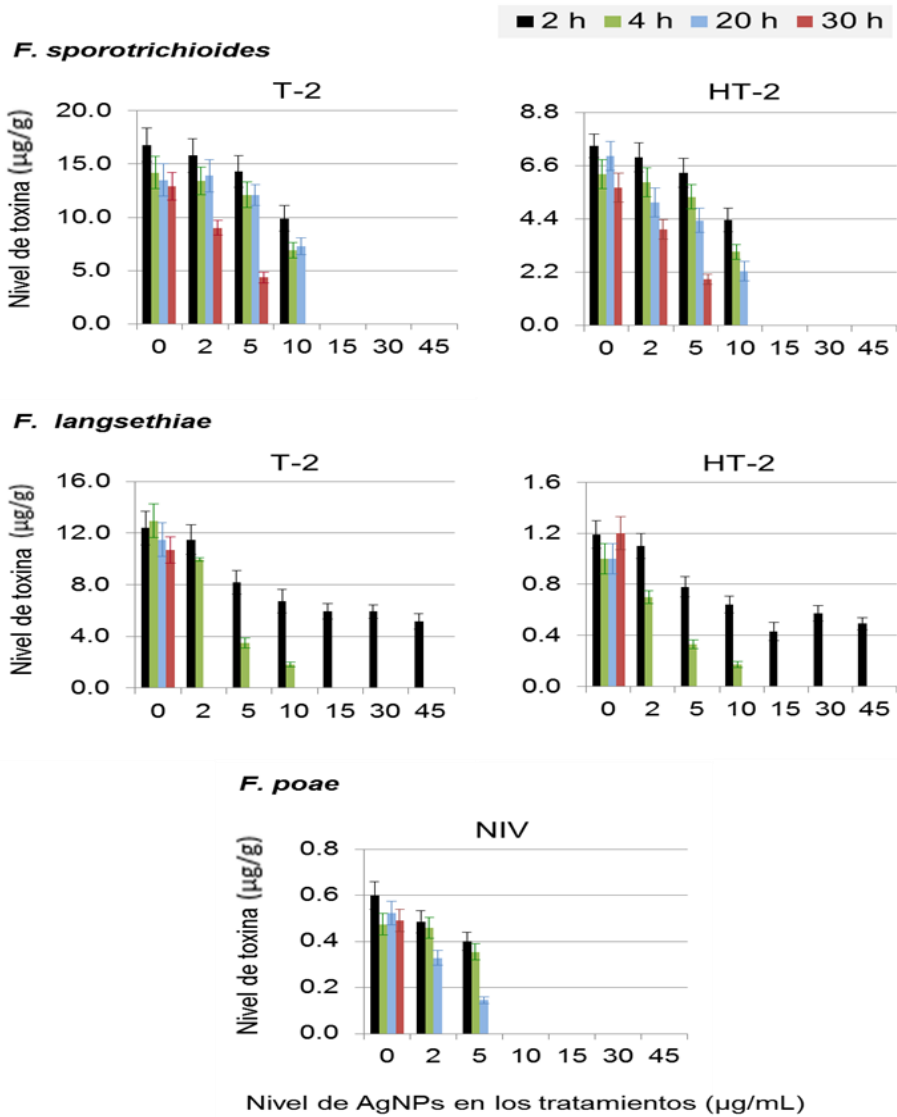 2 h 4 h 20 h 30 h
F. sporotrichioides
T-2
HT-2
Nivel de toxina (µg/g)
20.0
15.0
10.0
5.0
0.0
0 2 5 10 15 30 45
8.8
6.6
4.4
2.2
0.0
0 2 5 10 15 30 45
F. langsethiae
T-2
HT-2
Nivel de toxina (µg/g)
16.0
12.0
8.0
4.0
0.0
0 2 5 10 15 30 45
1.6
1.2
0.8
0.4
0.0
0 2 5 10 15 30 45
F. poae
NIV
Nivel de toxina (µg/g)
0.8
0.6
0.4
0.2
0.0
0 2 5 10 15 30 45
Nivel de AgNPs en los tratamientos (µg/mL)